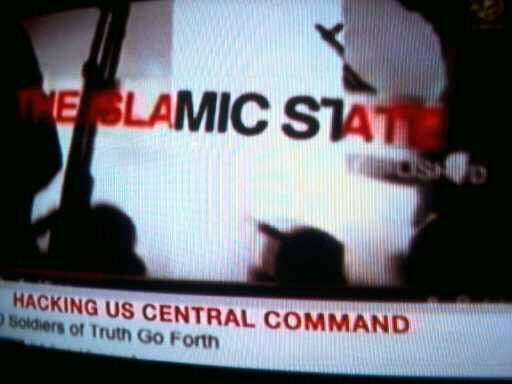 THE ISLAMIC STATE
HACKING US CENTRAL COMMAND
Soldiers of Truth Go Forth